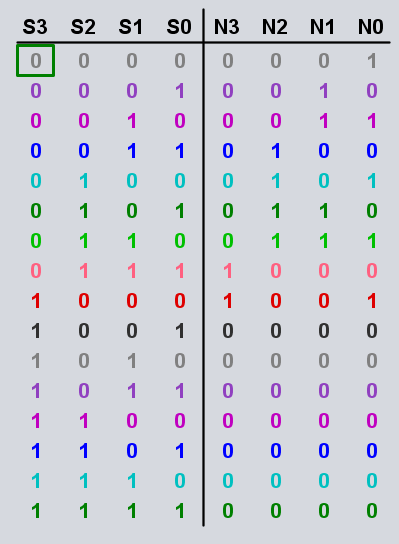 S3 S2 S1 S0 N3 N2 N1 N0
0 0 0 0 0 0 0 1
0 0 0 1 0 0 1 0
0 0 1 0 0 0 1 1
0 0 1 1 0 1 0 0
0 1 0 0 0 1 0 1
0 1 0 1 0 1 1 0
0 1 1 0 0 1 1 1
0 1 1 1 1 0 0 0
1 0 0 0 1 0 0 1
1 0 0 1 0 0 0 0
1 0 1 0 0 0 0 0
1 0 1 1 0 0 0 0
1 1 0 0 0 0 0 0
1 1 0 1 0 0 0 0
1 1 1 0 0 0 0 0
1 1 1 1 0 0 0 0